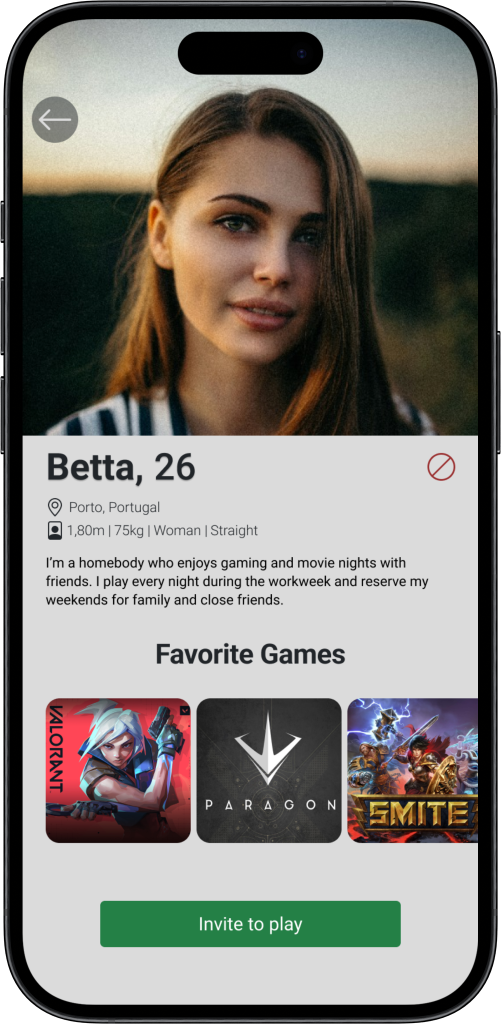 Betta, 26
Porto, Portugal
1,80m | 75kg | Woman | Straight
I’m a homebody who enjoys gaming and movie nights with
friends. I play every night during the workweek and reserve my
weekends for family and close friends.
Favorite Games
VALORANT
PARAGON
SMITE
Invite to play